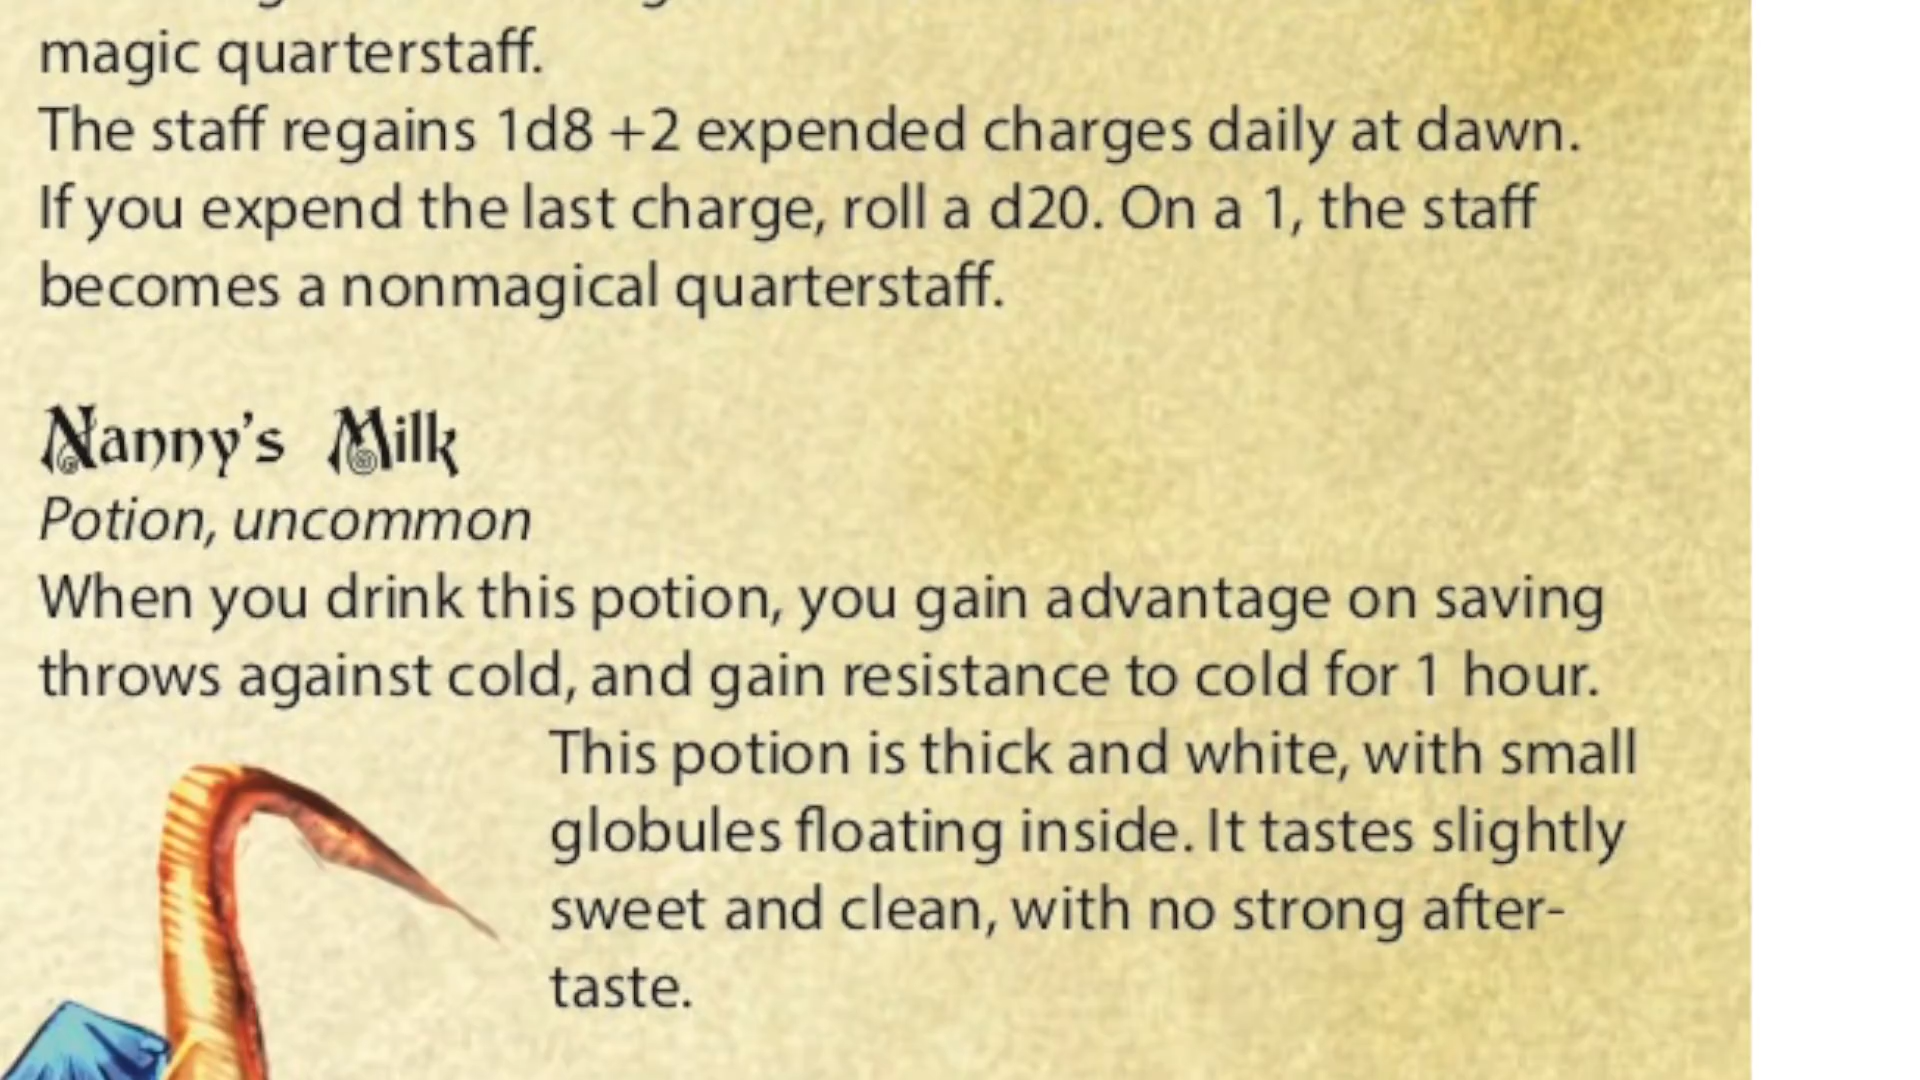 magic quarterstaff.
The staff regains 1d8 +2 expended charges daily at dawn.
If you expend the last charge, roll a d20. On a 1, the staff
becomes a nonmagical quarterstaff.
Nanny's Milk
Potion, uncommon
When you drink this potion, you gain advantage on saving
throws against cold, and gain resistance to cold for 1 hour.
This potion is thick and white, with small
globules floating inside. It tastes slightly
sweet and clean, with no strong after-
taste.